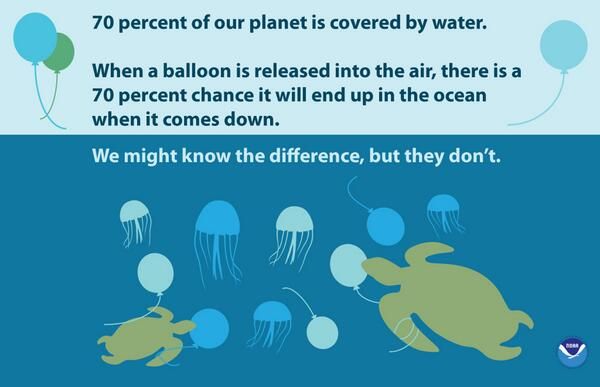 70 percent of our planet is covered by water.
When a balloon is released into the air, there is a
70 percent chance it will end up in the ocean
when it comes down.
We might know the difference, but they don't.
NOAA